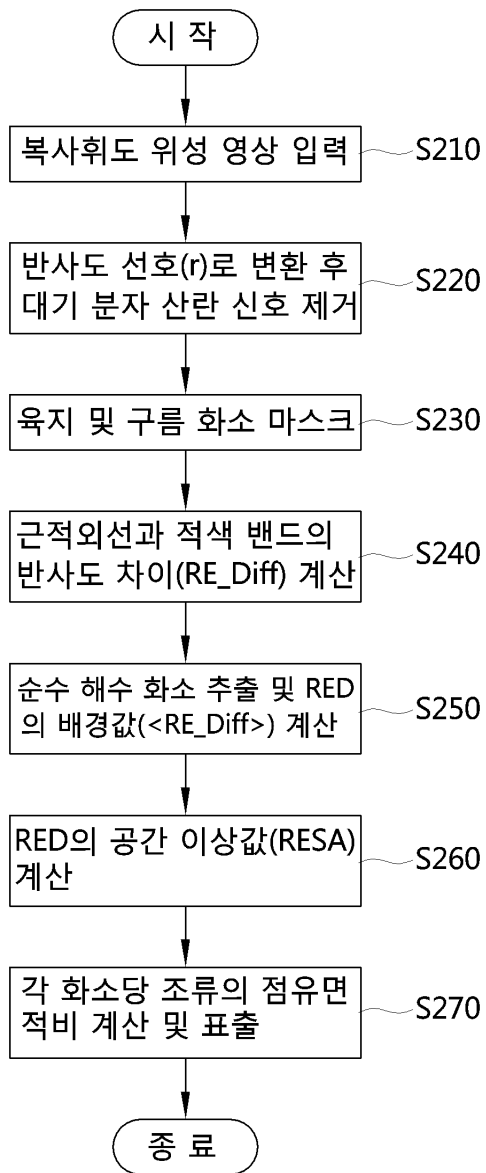 시 작
복사휘도 위성 영상 입력
S210
반사도 선호(r)로 변환 후
대기 분자 산란 신호 제거
S220
육지 및 구름 화소 마스크
S230
근적외선과 적색 밴드의
반사도 차이(RE_Diff) 계산
S240
순수 해수 화소 추출 및 RED
의 배경값(<RE_Diff>) 계산
S250
RED의 공간 이상값(RESA)
계산
S260
각 화소당 조류의 점유면
적비 계산 및 표출
S270
종 료